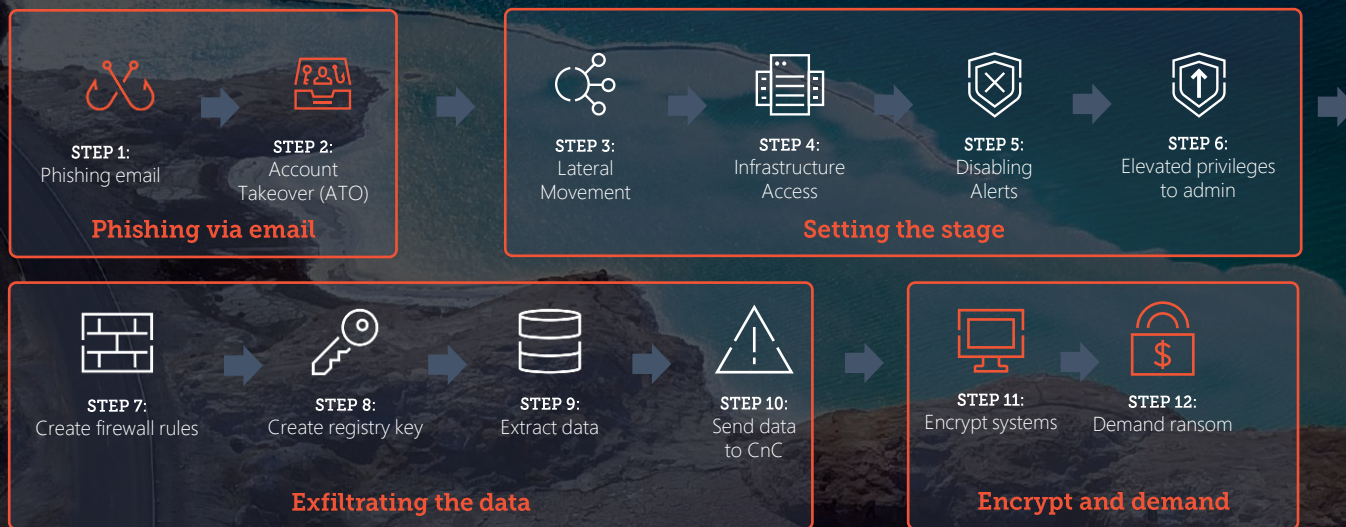 STEP 1:
Phishing email
STEP 2:
Account
Takeover (ATO)
Phishing via email
STEP 3:
Lateral
Movement
STEP 4:
Infrastructure
Access
STEP 5:
Disabling
Alerts
STEP 6:
Elevated privileges
to admin
Setting the stage
STEP 7:
Create firewall rules
STEP 8:
Create registry key
STEP 9:
Extract data
STEP 10:
Send data
to CnC
Exfiltrating the data
$
STEP 11:
Encrypt systems
STEP 12:
Demand ransom
Encrypt and demand